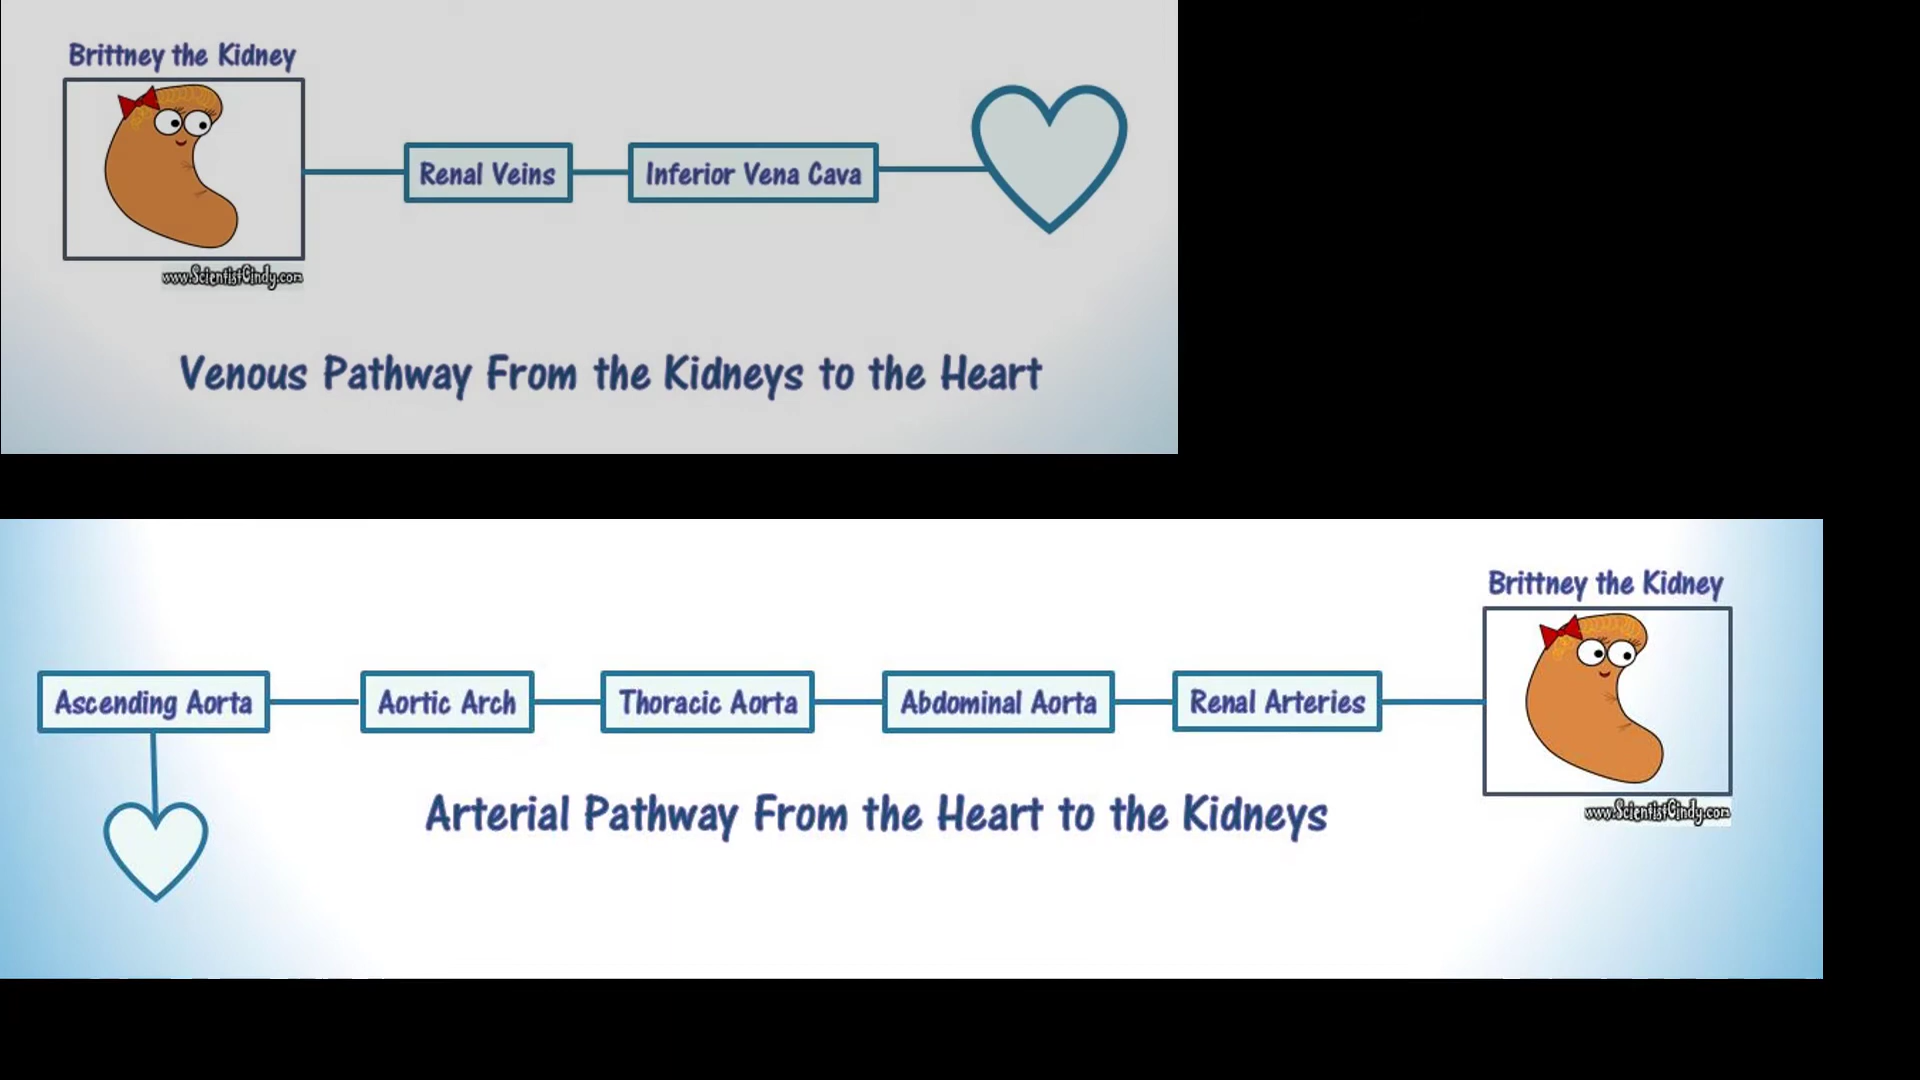 Brittney the Kidney
Renal Veins
Inferior Vena Cava
www.ScientistCindy.com
Venous Pathway From the Kidneys to the Heart
Brittney the Kidney
Ascending Aorta
Aortic Arch
Thoracic Aorta
Abdominal Aorta
Renal Arteries
Arterial Pathway From the Heart to the Kidneys
www.ScientistCindy.com